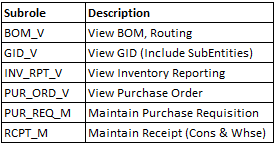 Subrole Description
BOM_V View BOM, Routing
GID_V View GID (Include SubEntities)
INV_RPT_V View Inventory Reporting
PUR_ORD_V View Purchase Order
PUR_REQ_M Maintain Purchase Requisition
RCPT_M Maintain Receipt (Cons & Whse)